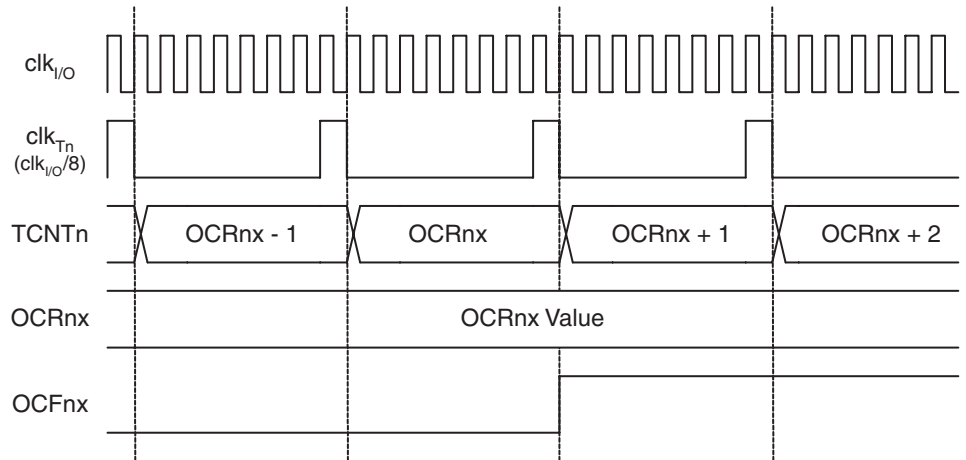 clkI/O
clkTn
(clkI/O/8)
TCNTn
OCRnx - 1
OCRnx
OCRnx + 1
OCRnx + 2
OCRnx
OCRnx Value
OCFnx